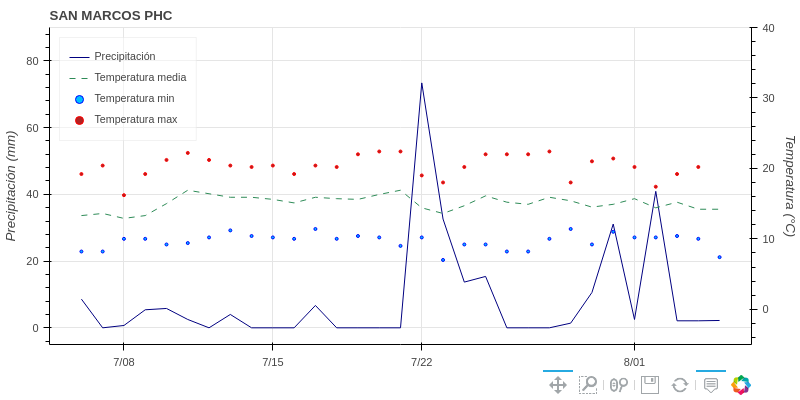 SAN MARCOS PHC
Precipitación
Temperatura media
Temperatura min
Temperatura max
Precipitación (mm)
80
60
40
20
0
Temperatura (°C)
40
30
20
10
0
7/08
7/15
7/22
8/01